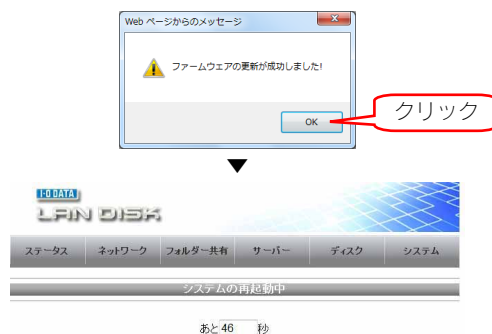 Web ページからのメッセージ
ファームウェアの更新が成功しました!
OK
クリック
I-O DATA
LAN DISK
ステータス ネットワーク フォルダー共有 サーバー ディスク システム
システムの再起動中
あと 46 秒